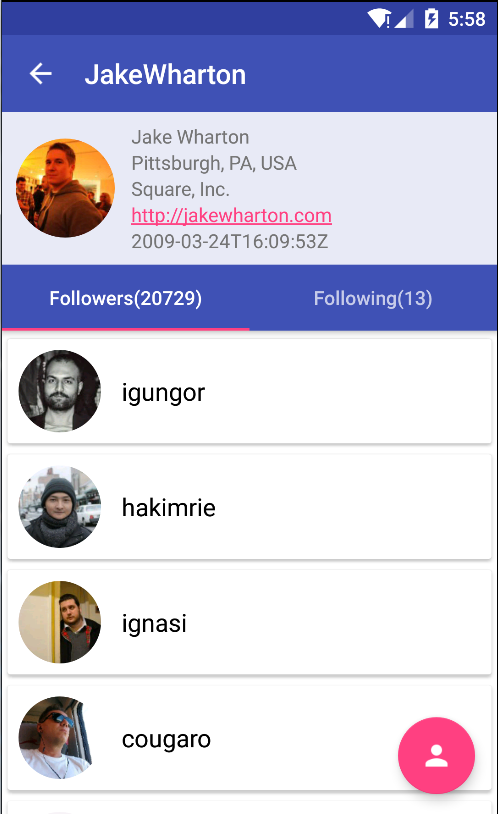 5:58
JakeWharton
Jake Wharton
Pittsburgh, PA, USA
Square, Inc.
http://jakewharton.com
2009-03-24T16:09:53Z
Followers(20729)
Following(13)
igungor
hakimrie
ignasi
cougaro